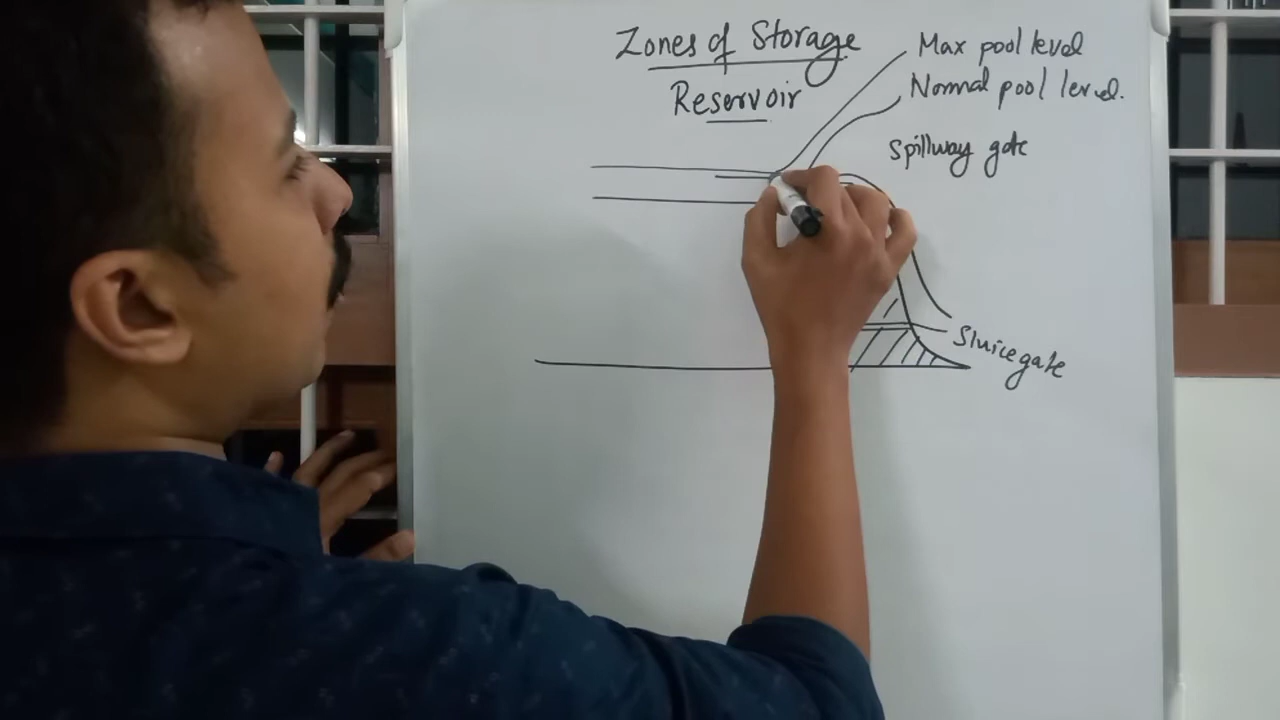 Zones of Storage
Reservoir
Max pool level
Normal pool level.
Spillway gate
Sluice gate